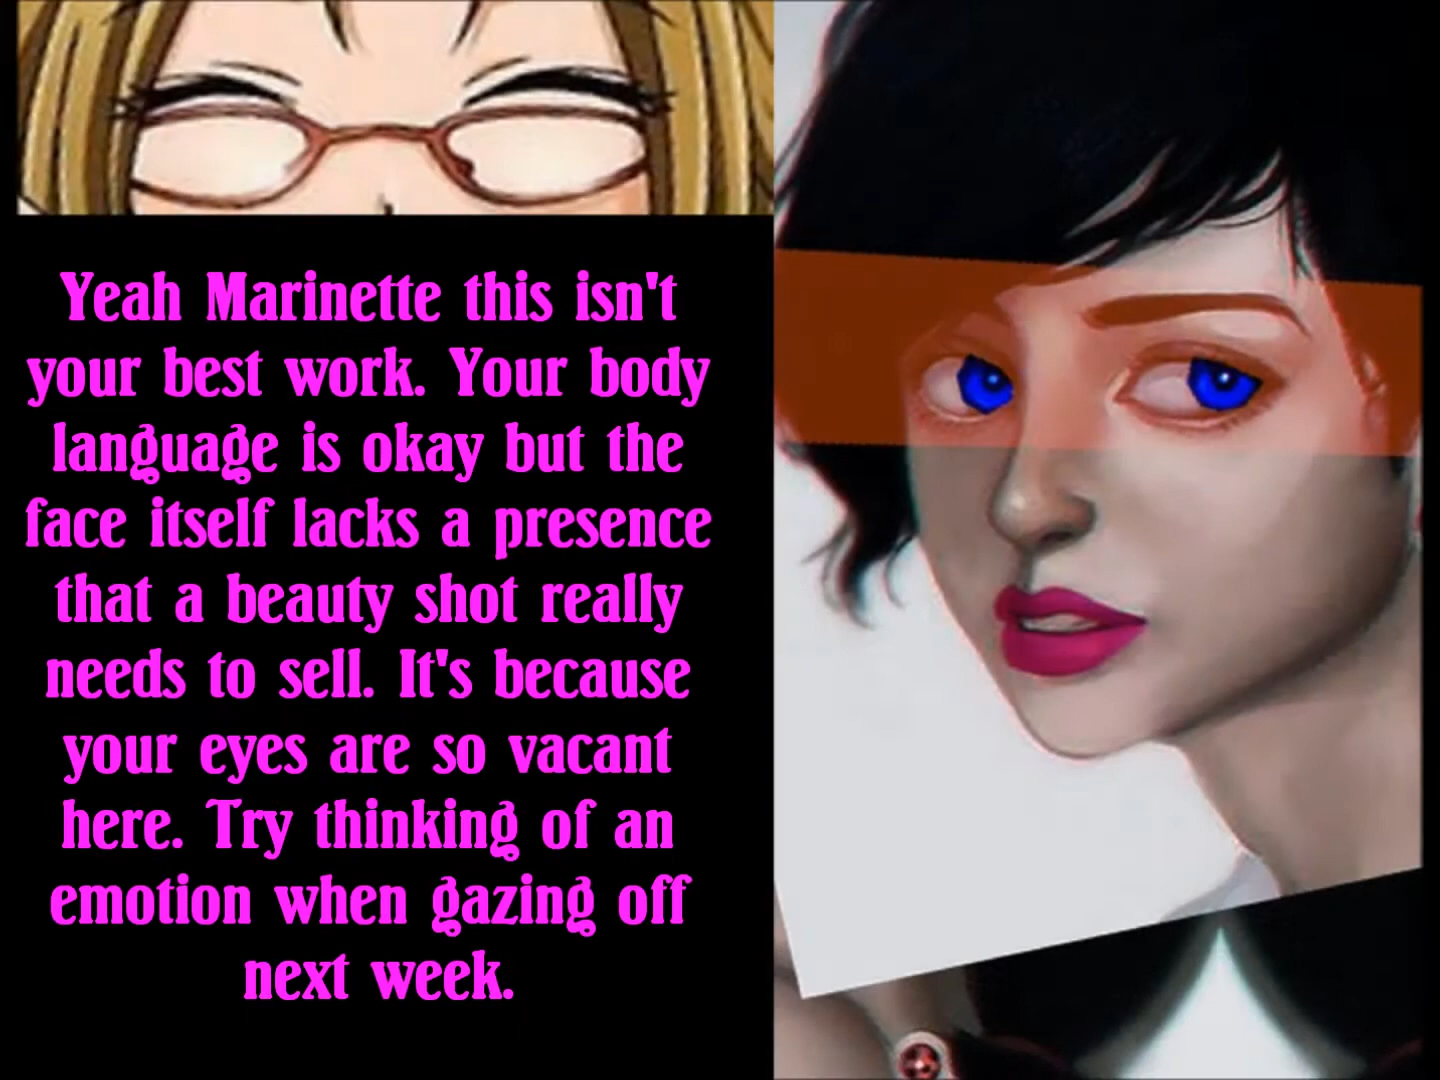 Yeah Marinette this isn't
your best work. Your body
language is okay but the
face itself lacks a presence
that a beauty shot really
needs to sell. It's because
your eyes are so vacant
here. Try thinking of an
emotion when gazing off
next week.